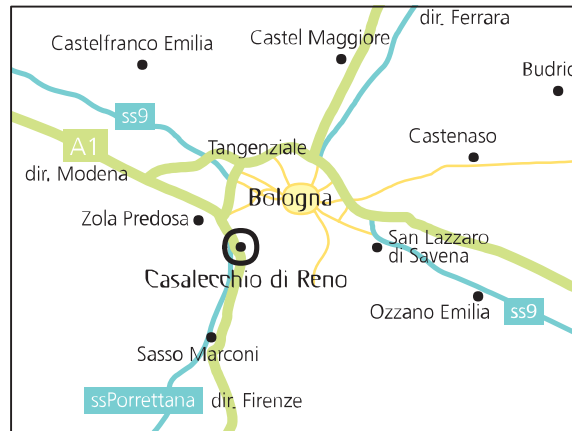 dir. Ferrara
Castel Maggiore
Castelfranco Emilia
Budrio
ss9
Castenaso
A1
Tangenziale
dir. Modena
Bologna
Zola Predosa
San Lazzaro
di Savena
Casalecchio di Reno
Ozzano Emilia
ss9
Sasso Marconi
ssPorrettana
dir. Firenze